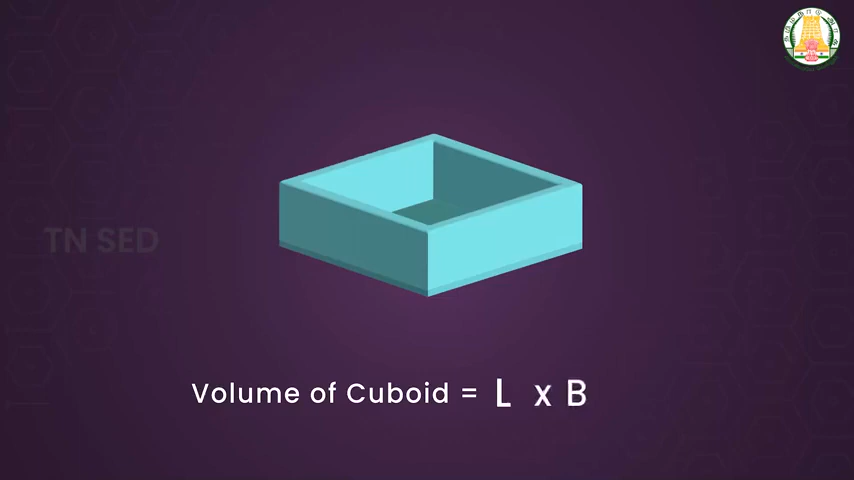 TN SED
Volume of Cuboid = L x B